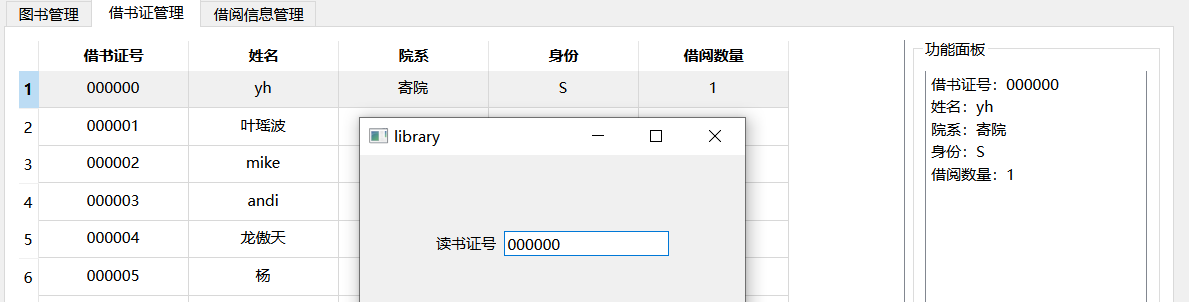 图书管理 借书证管理 借阅信息管理
借书证号 姓名 院系 身份 借阅数量
1 000000 yh 寄院 S 1
2 000001 叶瑶波
3 000002 mike
4 000003 andi
5 000004 龙傲天
6 000005 杨
library
读书证号 000000
功能面板
借书证号：000000
姓名：yh
院系：寄院
身份：S
借阅数量：1